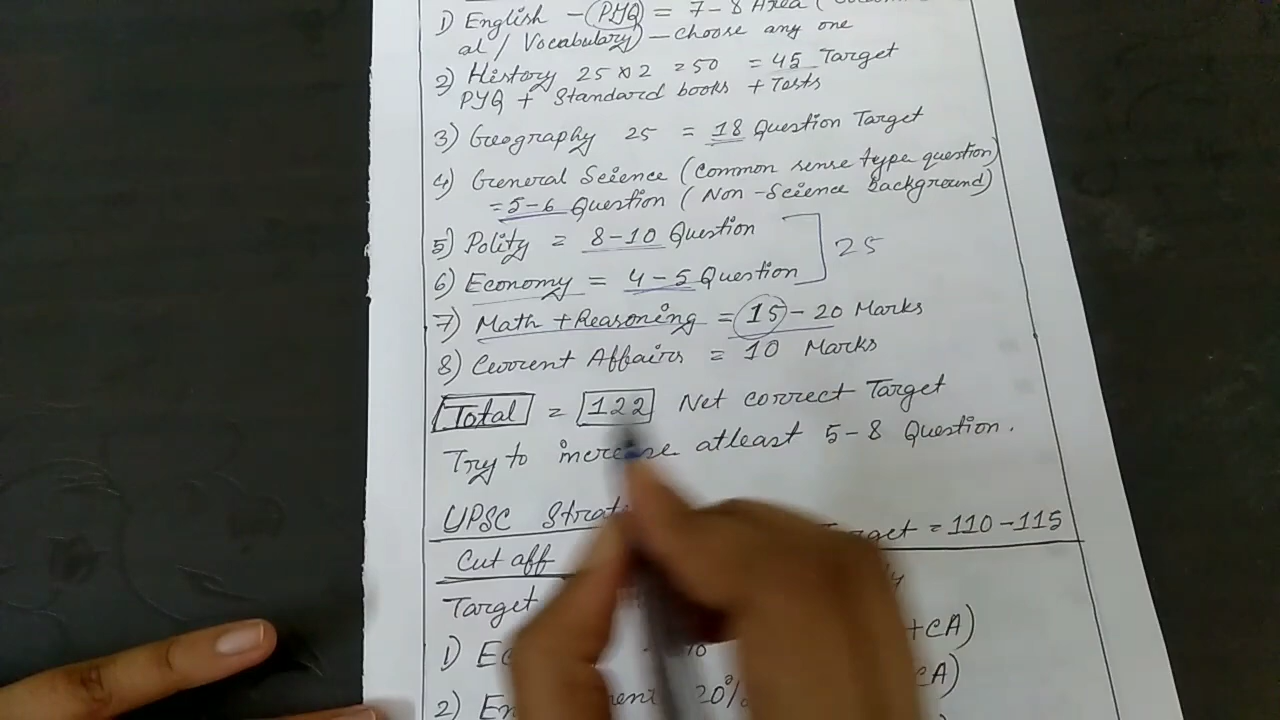 1) English - (PYQ) = 7-8 Area (
al / Vocabulary) - choose any one
2) History 25 x 2 = 50 = 45 Target
PYQ + Standard books + Tests
3) Geography 25 = 18 Question Target
4) General Science (Common sense type question)
= 5-6 Question (Non-Science background)
5) Polity = 8-10 Question
6) Economy = 4-5 Question
25
7) Math + Reasoning = 15 - 20 Marks
8) Current Affairs = 10 Marks
Total = 122 Net correct Target
Try to increase atleast 5-8 Question.
UPSC Strat
= 110-115
Cut off
Target
1)
+CA)
2) 20%